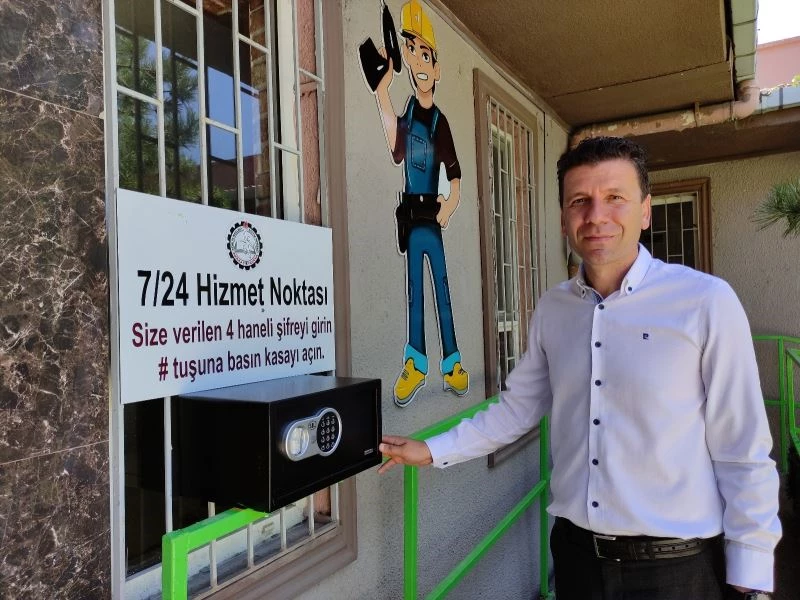 7/24 Hizmet Noktası
Size verilen 4 haneli şifreyi girin
# tuşuna basın kasayı açın.